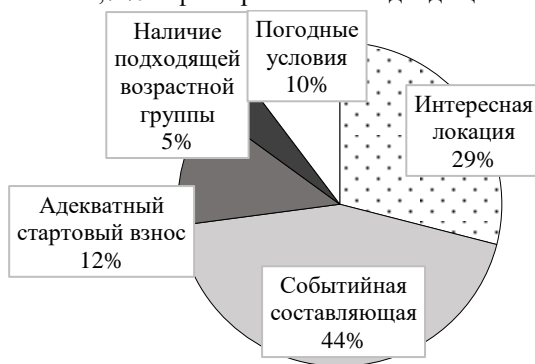 Наличие
подходящей
возрастной
группы
5%
Погодные
условия
10%
Интересная
локация
29%
Адекватный
стартовый взнос
12%
Событийная
составляющая
44%